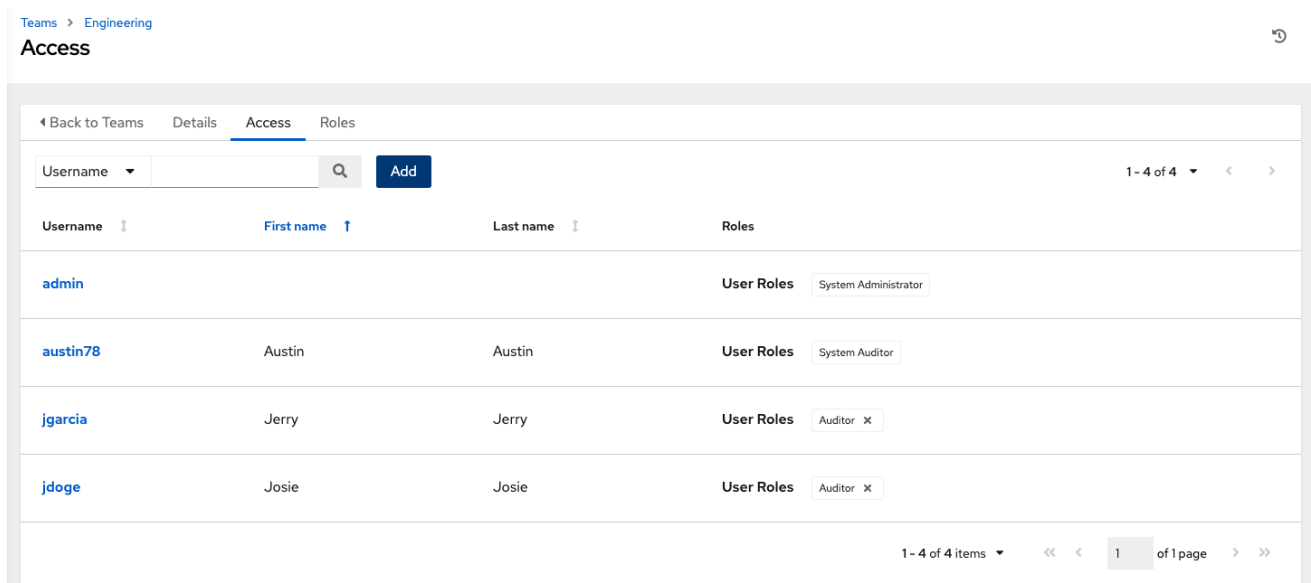 Teams > Engineering
Access
Back to Teams Details Access Roles
Username Add 1 - 4 of 4
Username First name Last name Roles
admin User Roles System Administrator
austin78 Austin Austin User Roles System Auditor
jgarcia Jerry Jerry User Roles Auditor
jdoge Josie Josie User Roles Auditor
1 - 4 of 4 items 1 of 1 page